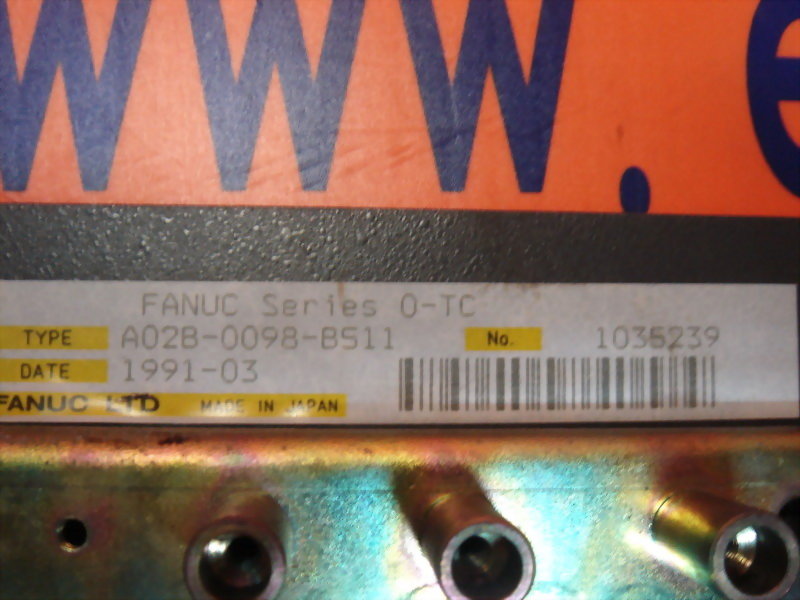 WWW.e
FANUC Series 0-TC
TYPE A02B-0098-B511 No. 1035239
DATE 1991-03
FANUC LTD MADE IN JAPAN